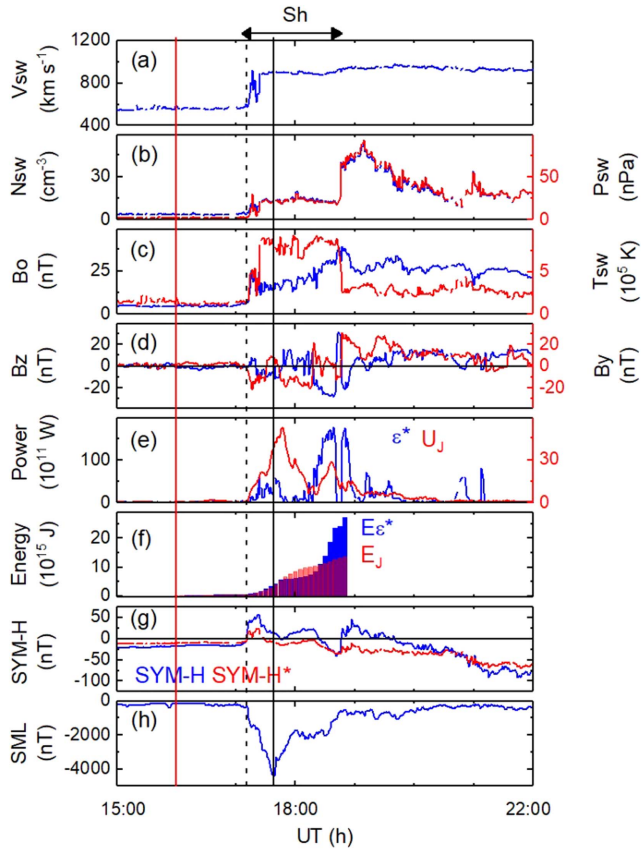 Sh
1200
800
400
Vsw
(km s⁻¹)
(a)
30
0
Nsw
(cm⁻³)
(b)
50
0
Psw
(nPa)
25
0
Bo
(nT)
(c)
10
5
0
Tsw
(10⁵ K)
20
0
-20
Bz
(nT)
(d)
20
0
-20
By
(nT)
100
0
Power
(10¹¹ W)
(e)
ε* U_J
30
0
20
10
0
Energy
(10¹⁵ J)
(f)
Eε*
E_J
50
0
-50
-100
SYM-H
(nT)
(g)
SYM-H SYM-H*
0
-2000
-4000
SML
(nT)
(h)
15:00 18:00 22:00
UT (h)